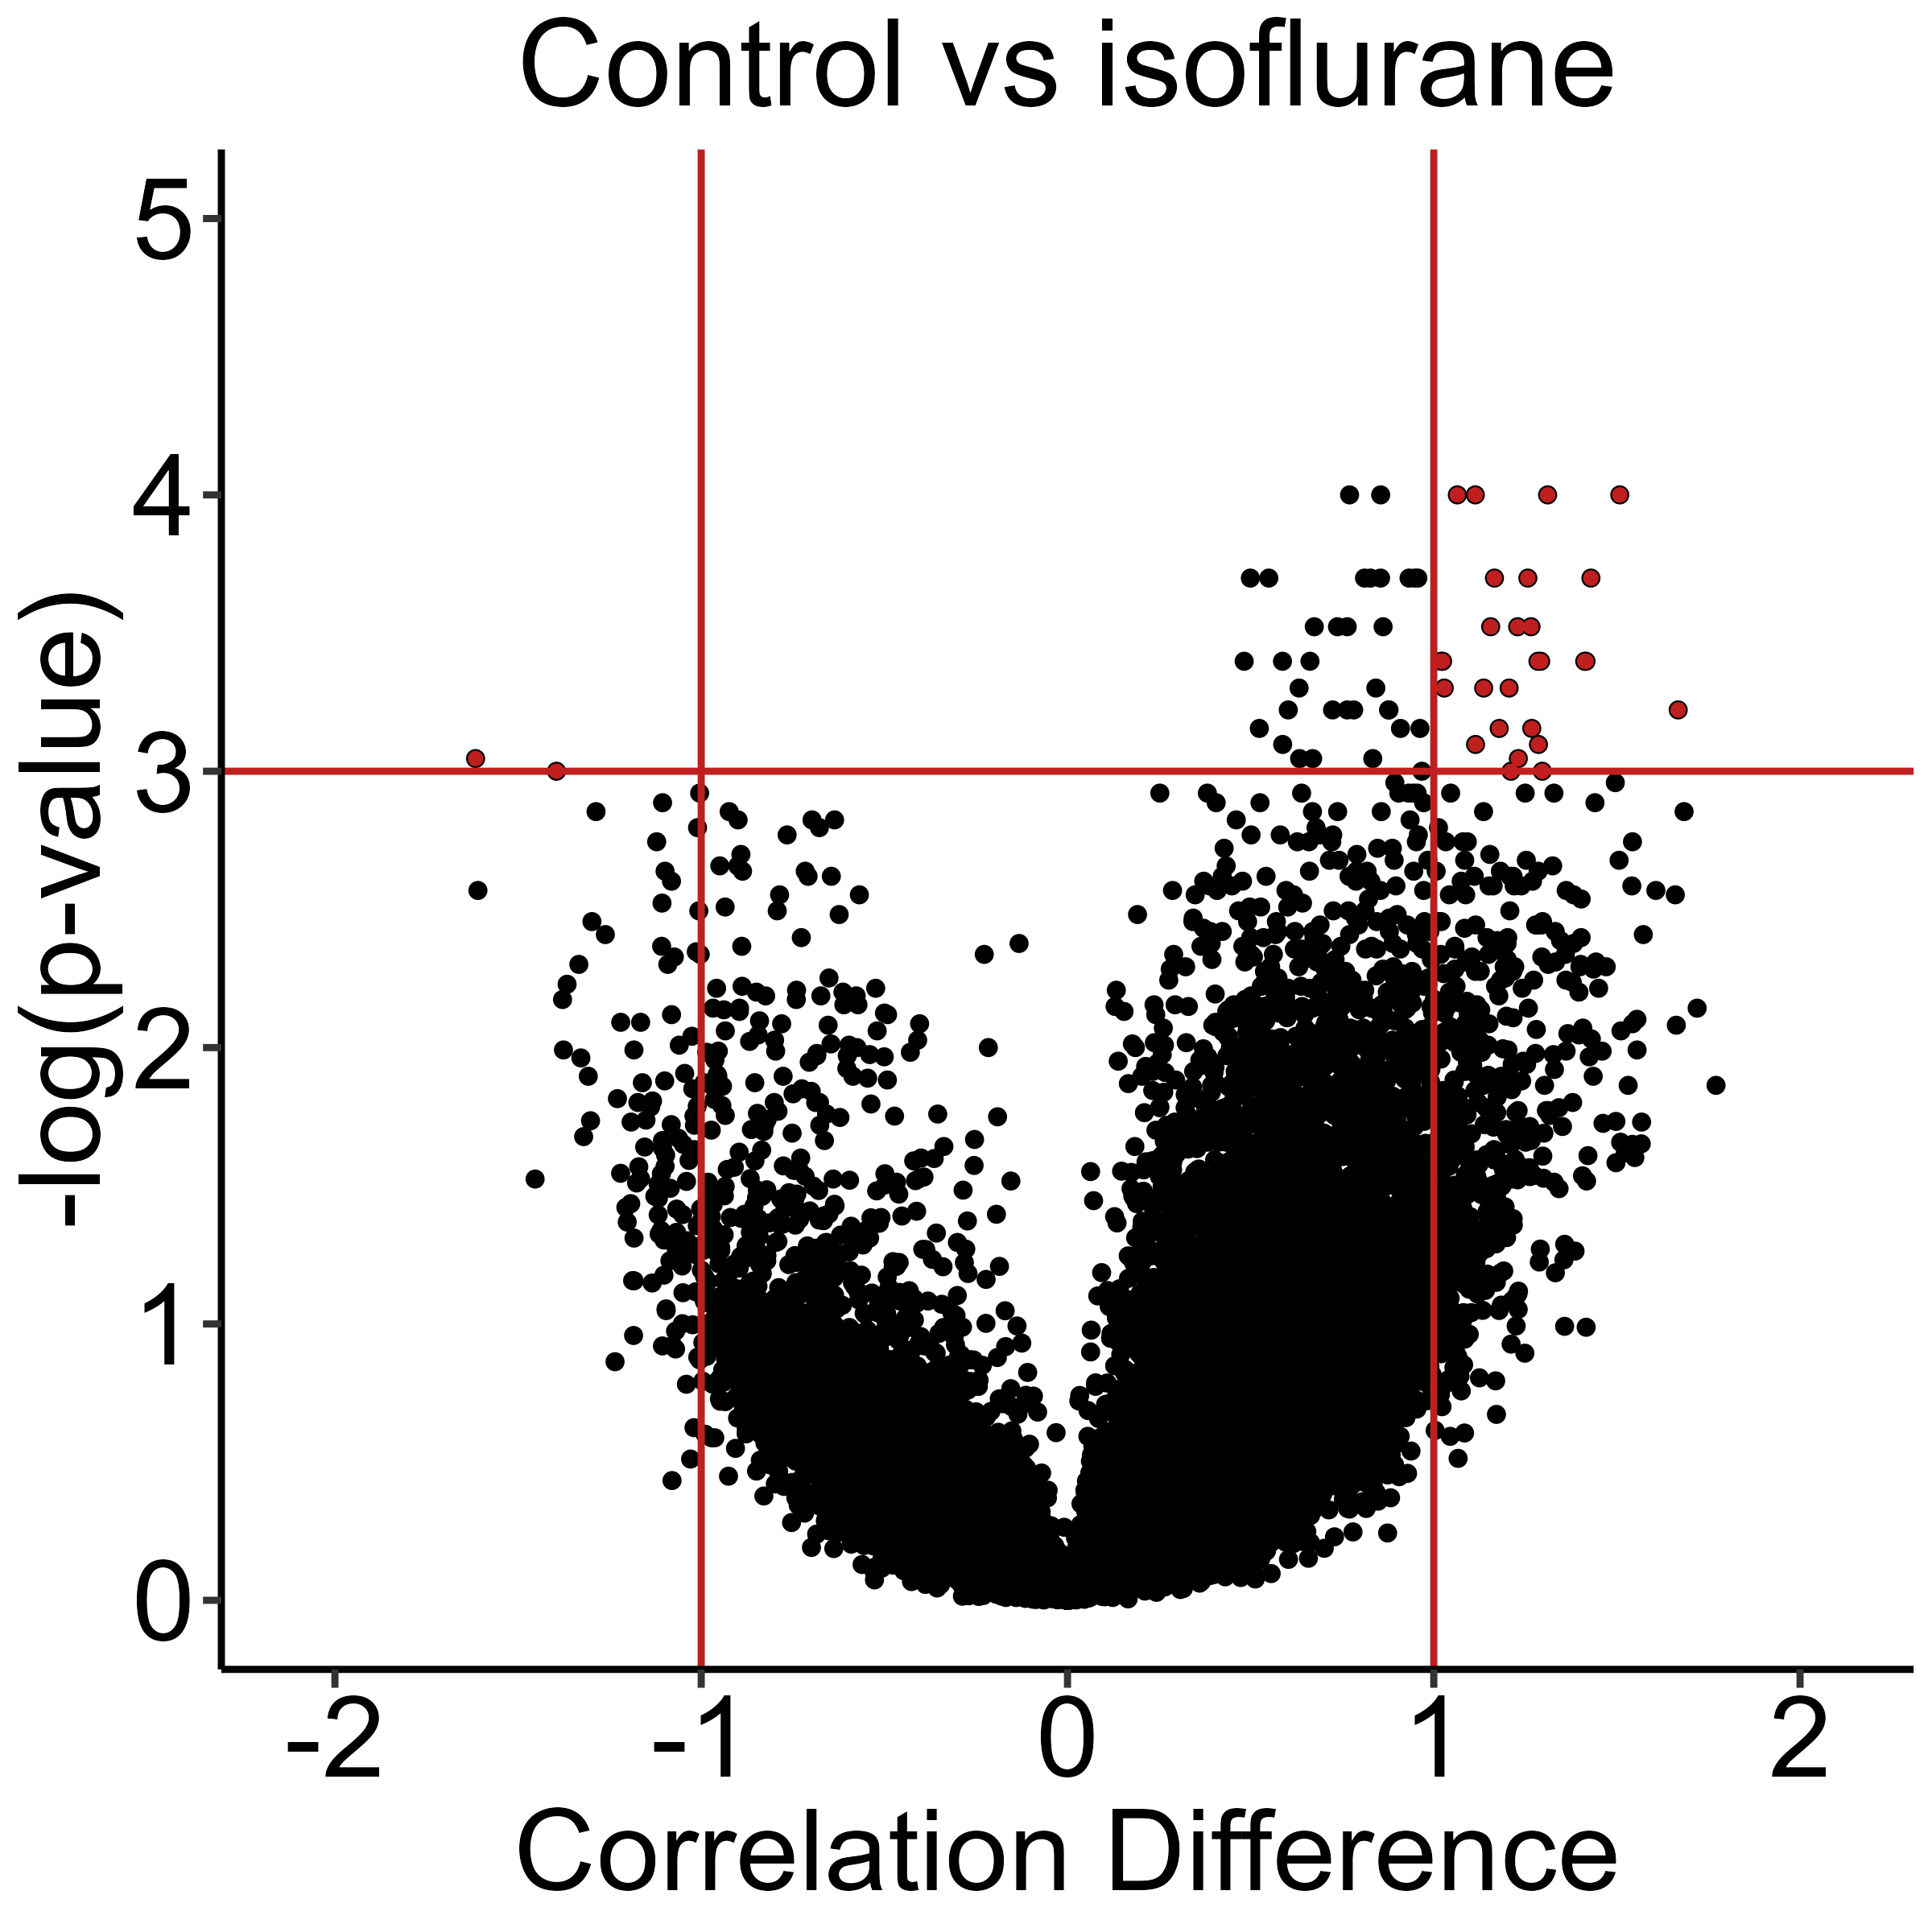 Control vs isoflurane
5
4
3
2
1
0
-log(p-value)
-2 -1 0 1 2
Correlation Difference